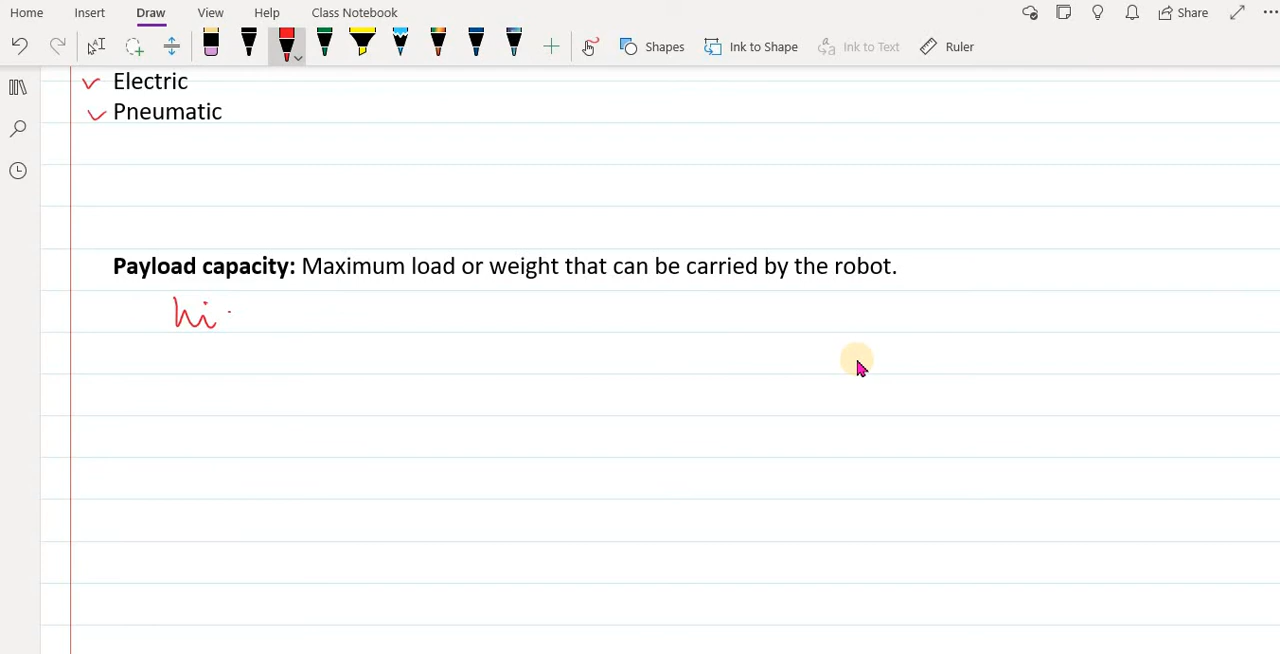 Home Insert Draw View Help Class Notebook Share
Shapes Ink to Shape Ink to Text Ruler
Electric
Pneumatic
Payload capacity: Maximum load or weight that can be carried by the robot.
hi